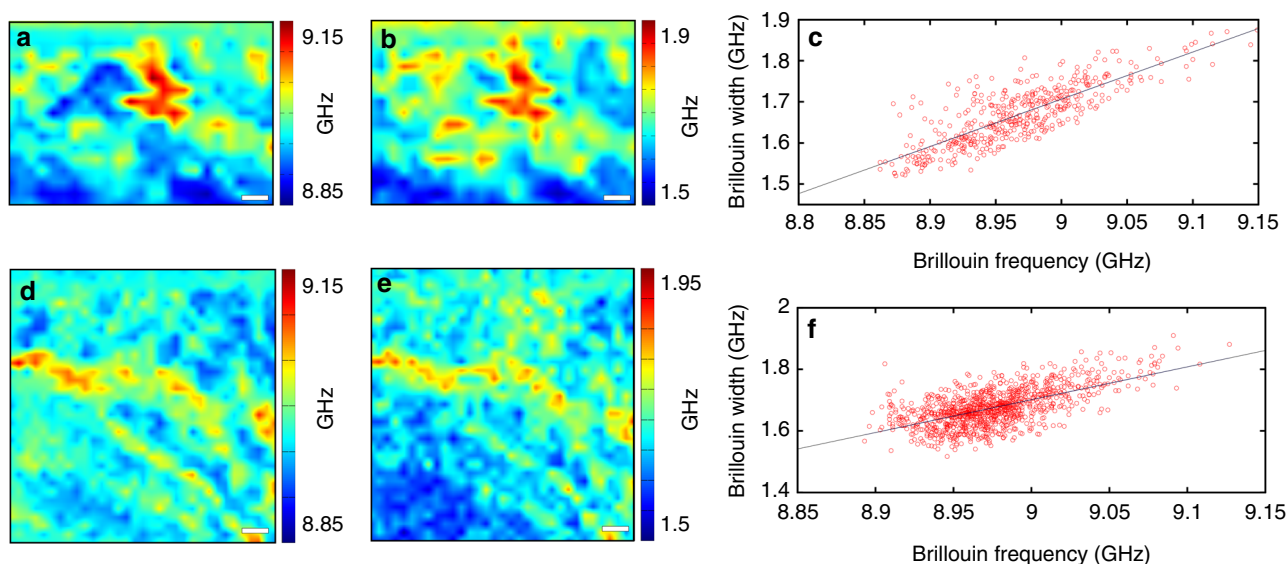 a
9.15
GHz
8.85
b
1.9
GHz
1.5
c
1.9
1.8
1.7
1.6
1.5
Brillouin width (GHz)
8.8 8.85 8.9 8.95 9 9.05 9.1 9.15
Brillouin frequency (GHz)
d
9.15
GHz
8.85
e
1.95
GHz
1.5
f
2
1.8
1.6
1.4
Brillouin width (GHz)
8.85 8.9 8.95 9 9.05 9.1 9.15
Brillouin frequency (GHz)